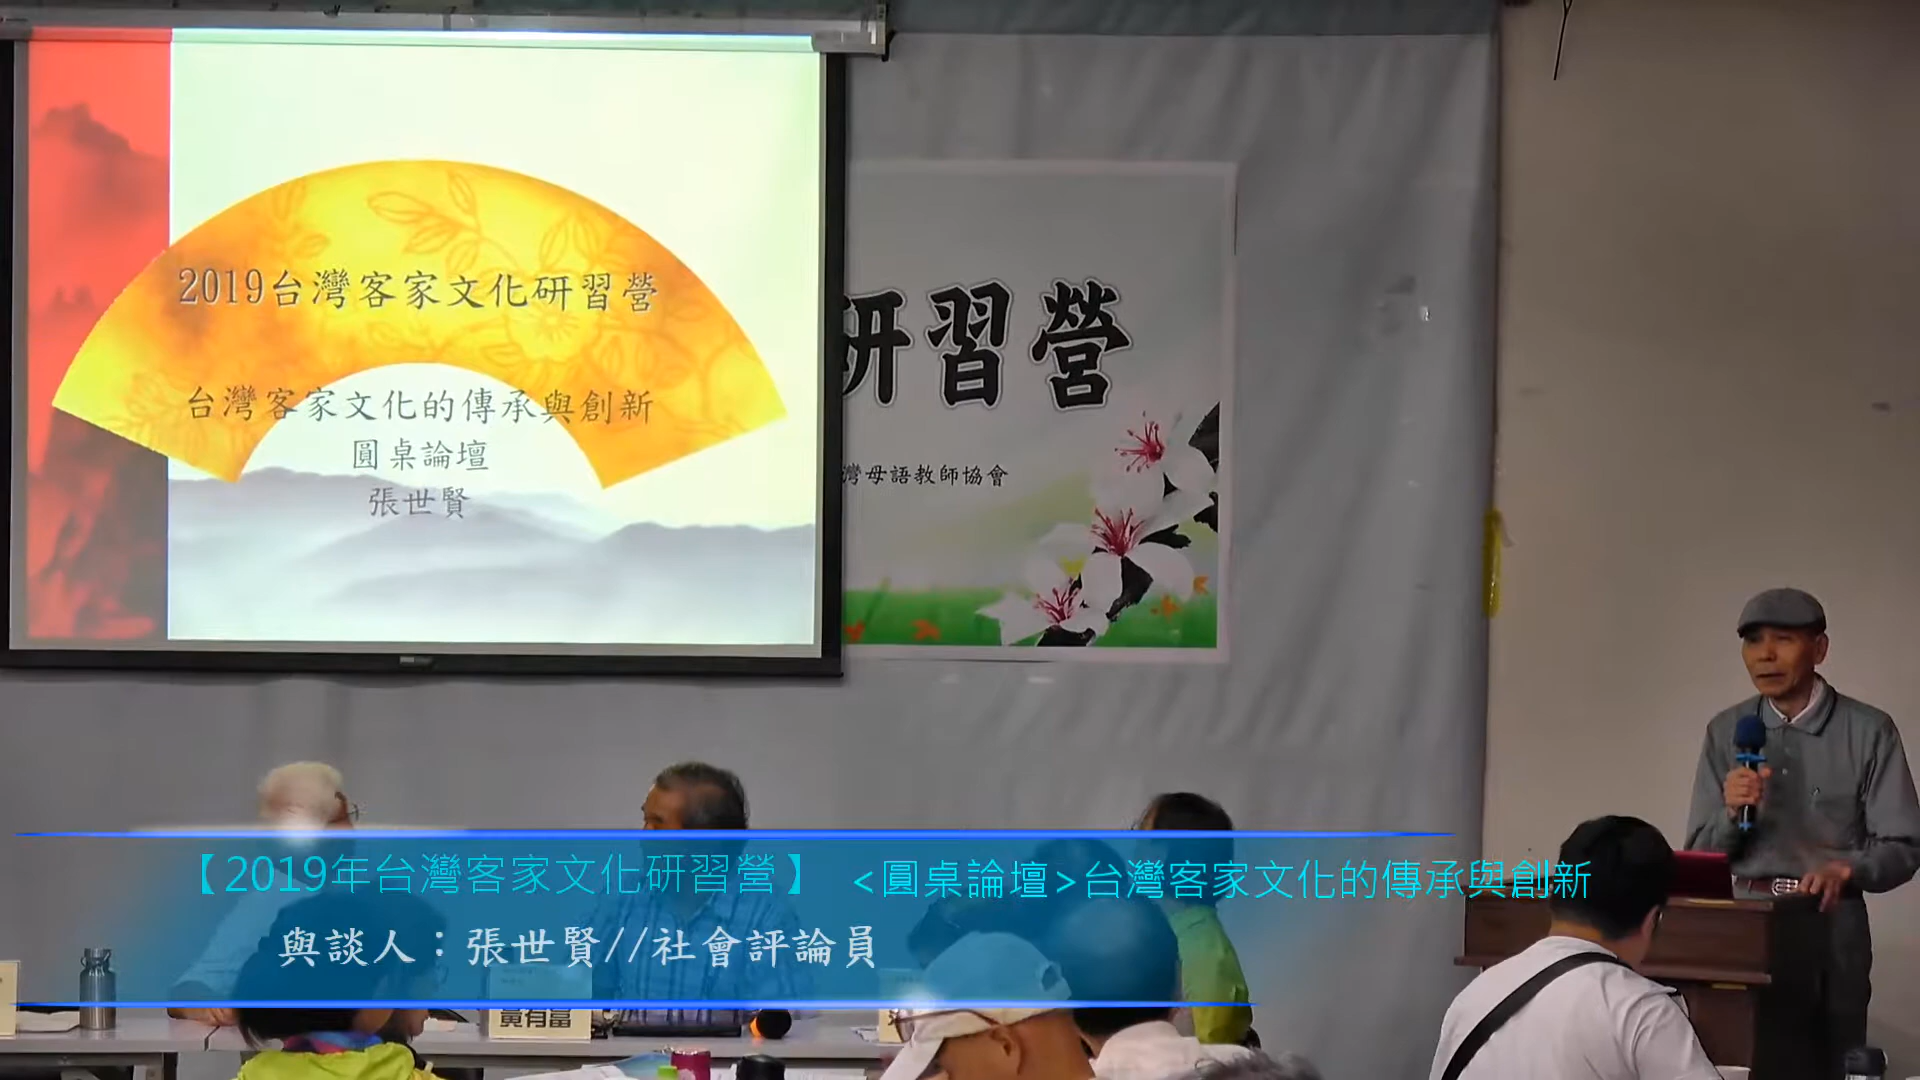 2019台灣客家文化研習營
台灣客家文化的傳承與創新
圓桌論壇
張世賢
研習營
灣母語教師協會
【2019年台灣客家文化研習營】 <圓桌論壇>台灣客家文化的傳承與創新
與談人：張世賢//社會評論員
黃有富